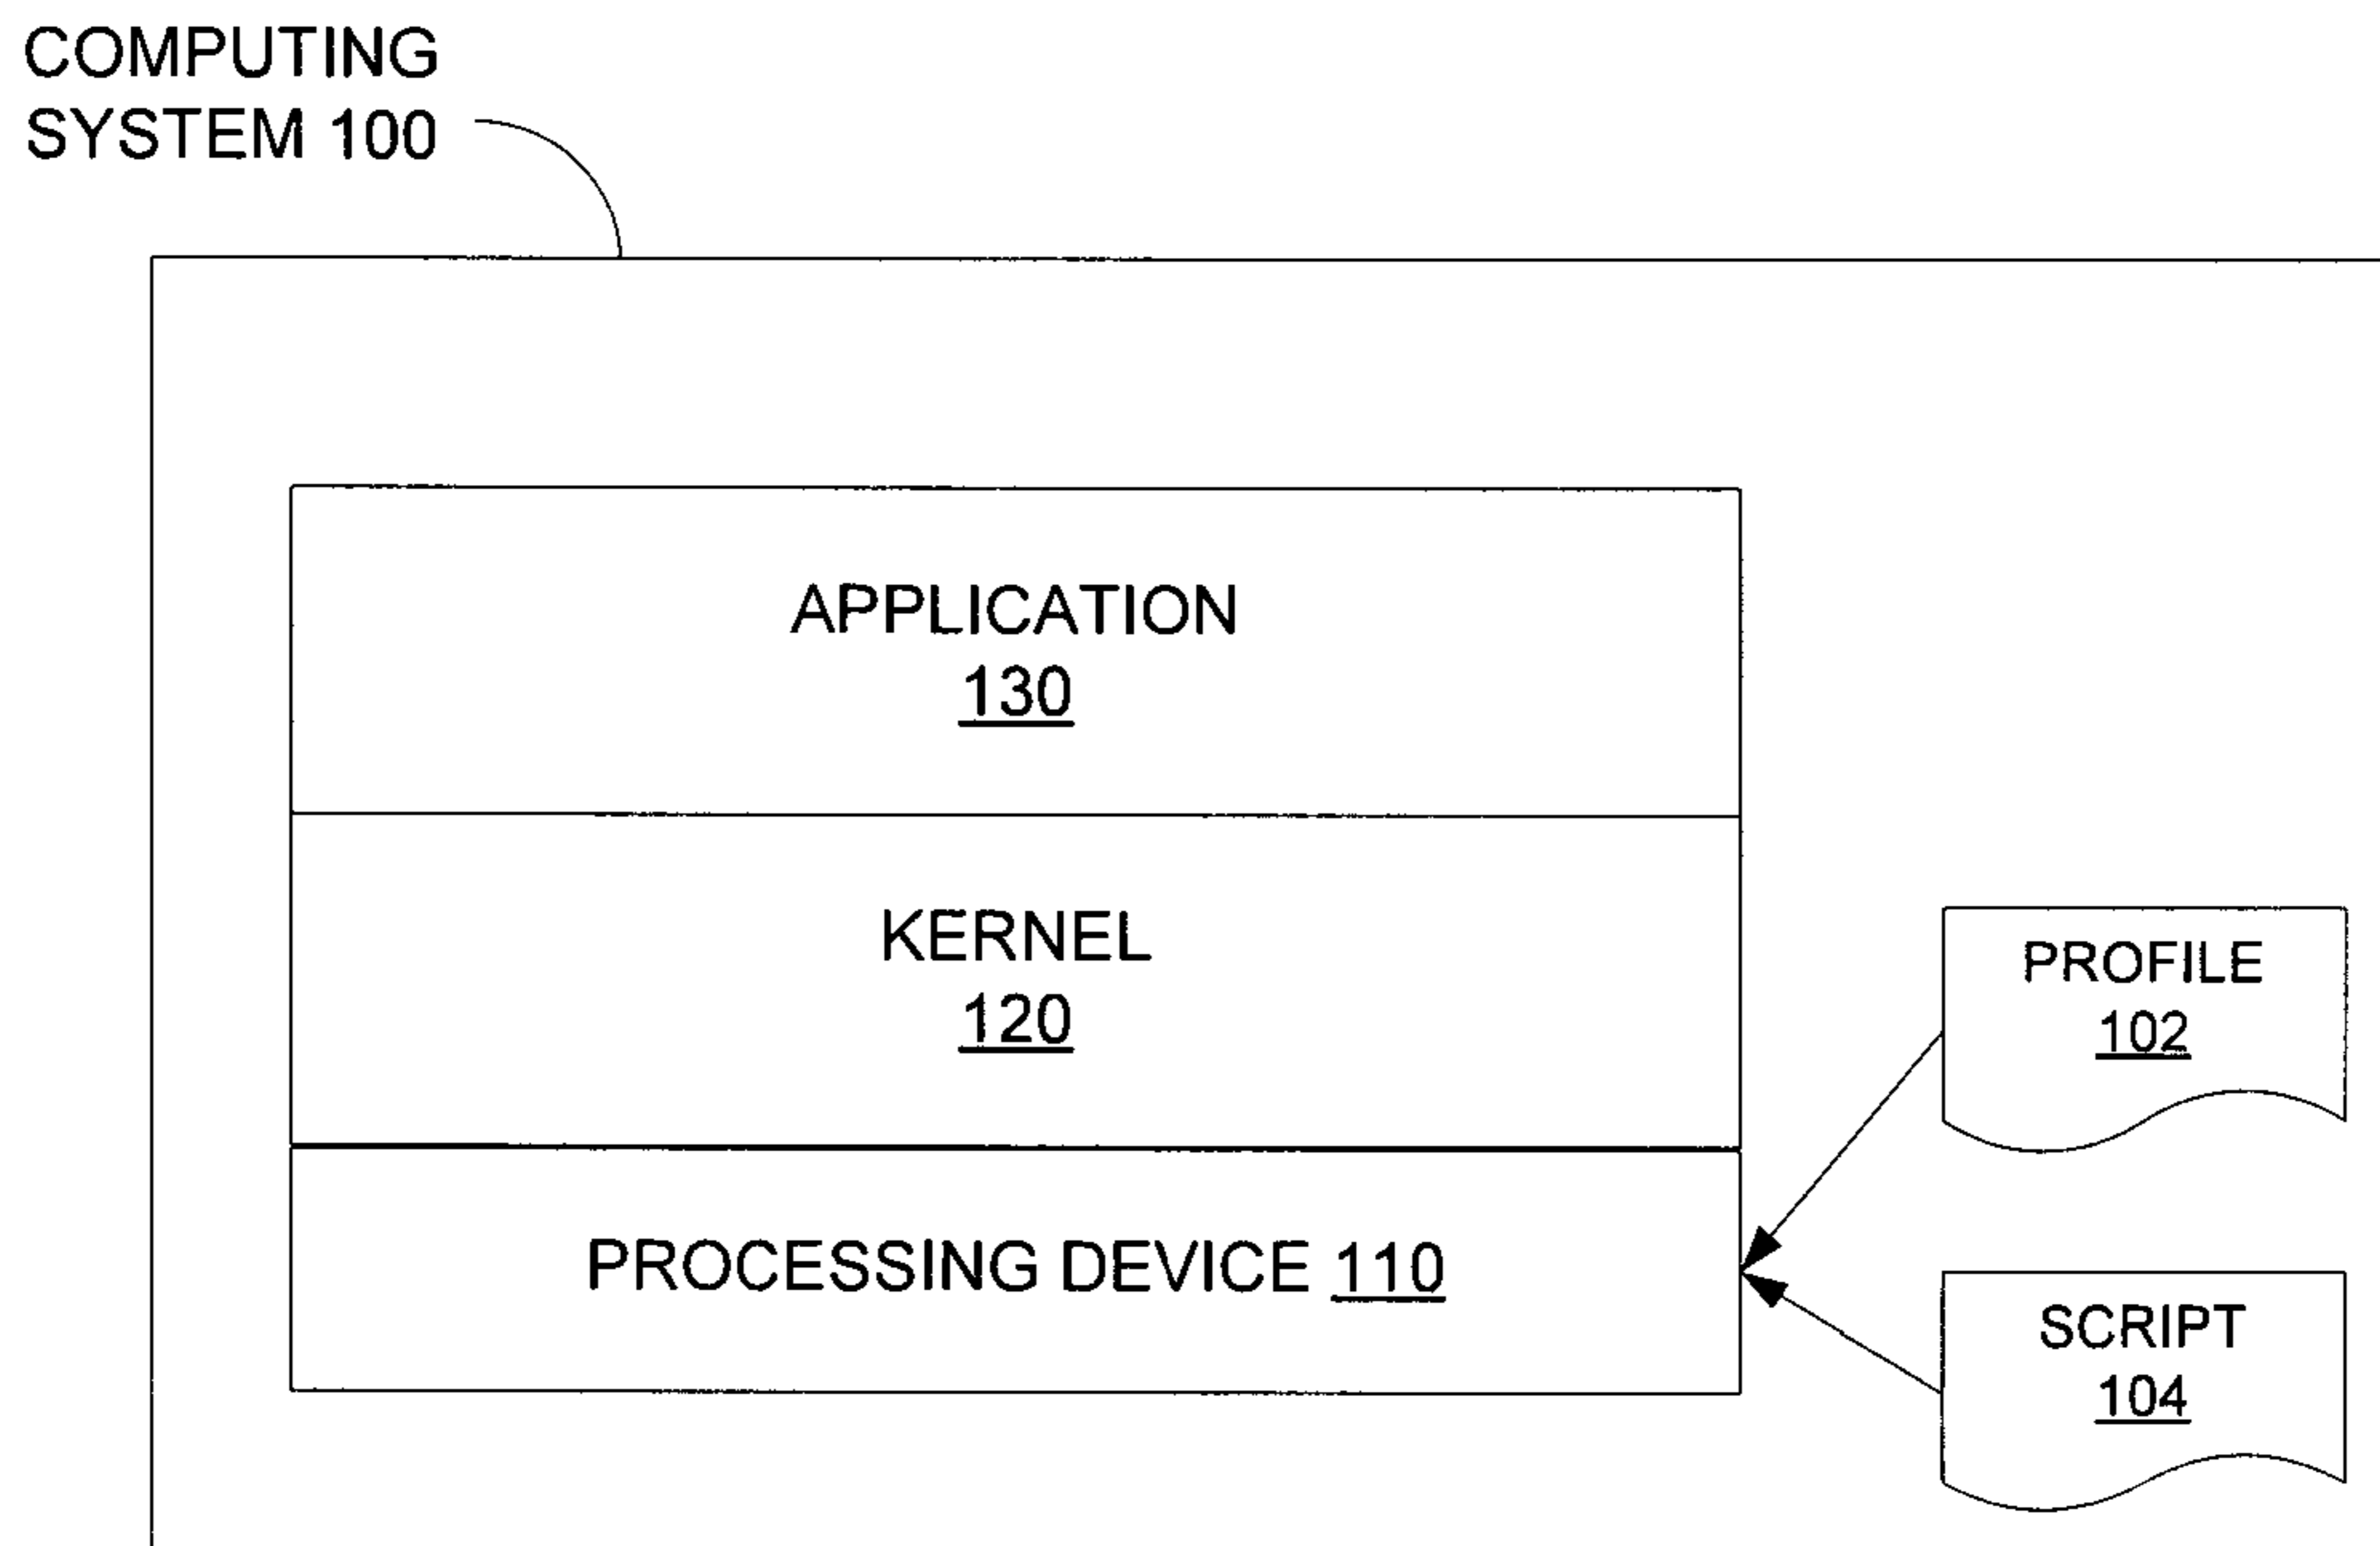 COMPUTING
SYSTEM 100
APPLICATION
130
KERNEL
120
PROFILE
102
PROCESSING DEVICE 110
SCRIPT
104